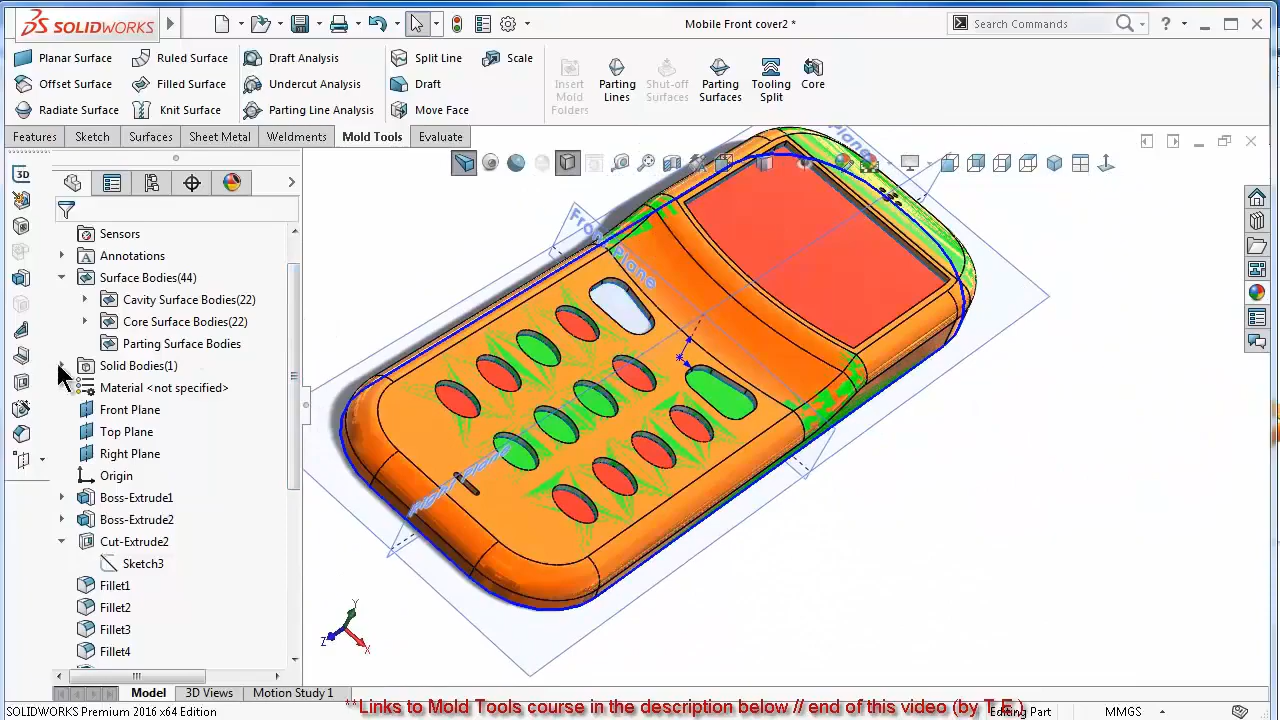 SOLIDWORKS
Mobile Front cover2 *
Search Commands
Planar Surface
Ruled Surface
Draft Analysis
Split Line
Scale
Offset Surface
Filled Surface
Undercut Analysis
Draft
Radiate Surface
Knit Surface
Parting Line Analysis
Move Face
Insert
Mold
Folders
Parting
Lines
Shut-off
Surfaces
Parting
Surfaces
Tooling
Split
Core
Features
Sketch
Surfaces
Sheet Metal
Weldments
Mold Tools
Evaluate
3D
Sensors
Annotations
Surface Bodies(44)
Cavity Surface Bodies(22)
Core Surface Bodies(22)
Parting Surface Bodies
Solid Bodies(1)
Material <not specified>
Front Plane
Top Plane
Right Plane
Origin
Boss-Extrude1
Boss-Extrude2
Cut-Extrude2
Sketch3
Fillet1
Fillet2
Fillet3
Fillet4
Front Plane
Y
Z
X
Model
3D Views
Motion Study 1
SOLIDWORKS Premium 2016 x64 Edition
**Links to Mold Tools course in the description below // end of this video (by T.E.)
Editing Part
MMGS